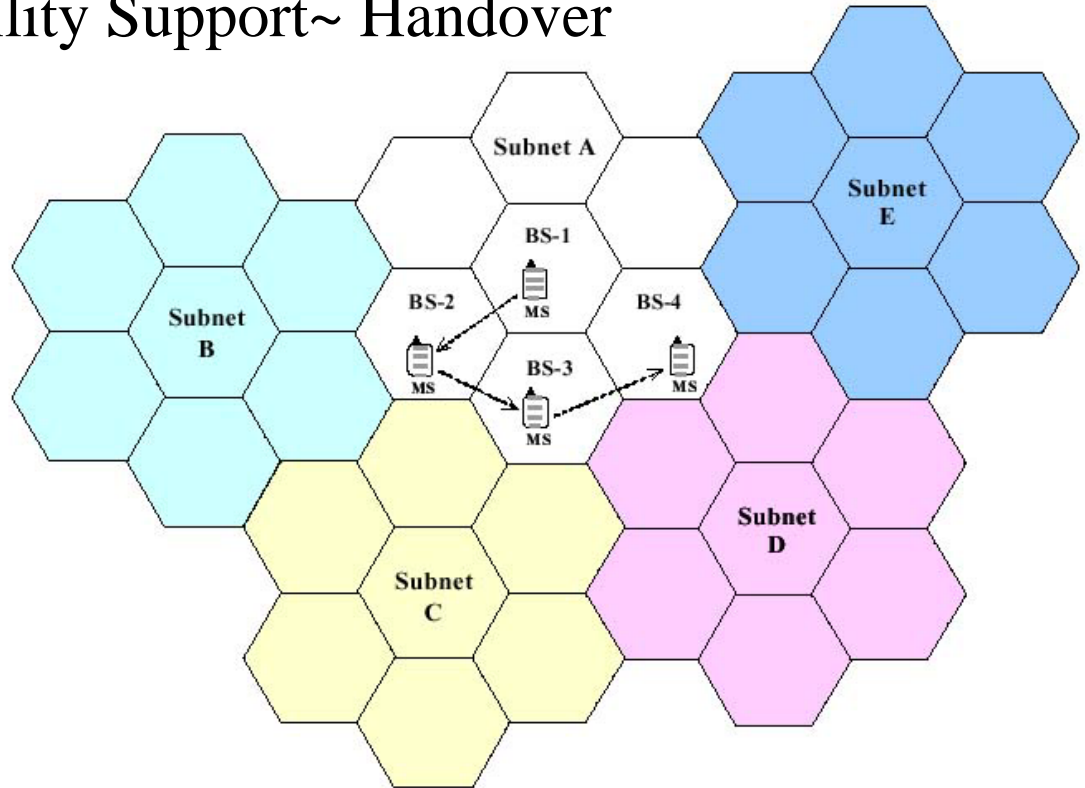 ility Support~ Handover
Subnet A
Subnet
E
BS-1
MS
BS-2
MS
BS-4
MS
BS-3
MS
Subnet
B
Subnet
D
Subnet
C